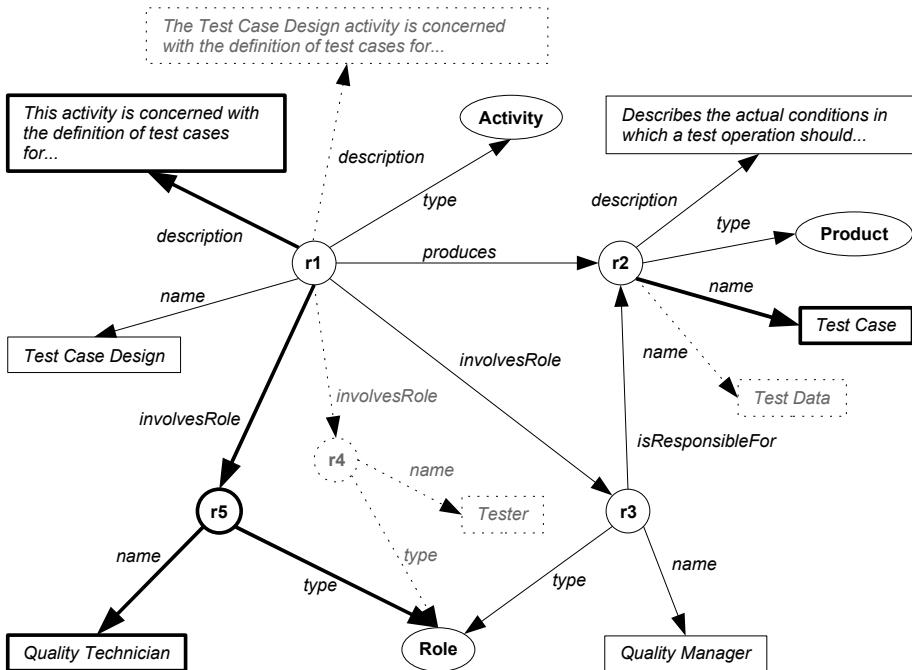 The Test Case Design activity is concerned
with the definition of test cases for...
This activity is concerned with
the definition of test cases
for...
Activity
Describes the actual conditions in
which a test operation should...
description
type
description
type
description
Product
r1
produces
r2
name
name
Test Case
Test Case Design
involvesRole
name
Test Data
involvesRole
involvesRole
isResponsibleFor
r4
name
r5
Tester
r3
name
type
type
type
name
Quality Technician
Role
Quality Manager